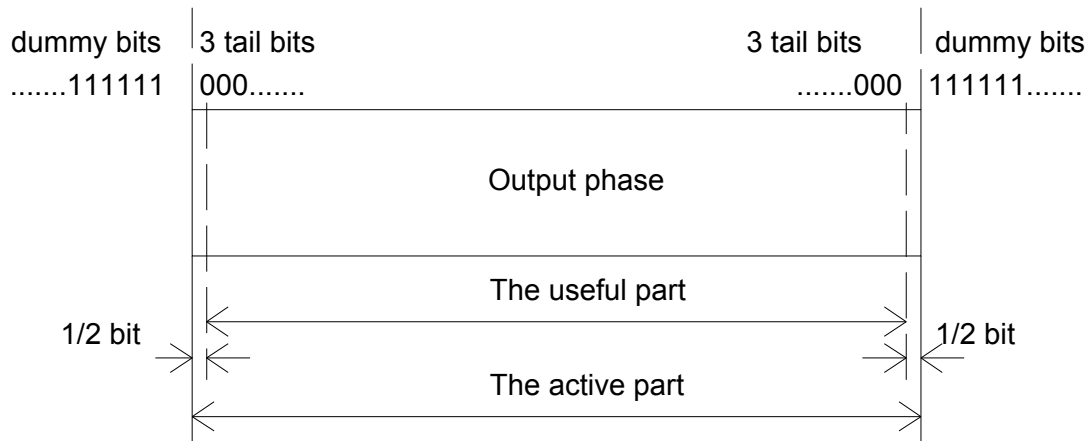 dummy bits 3 tail bits 3 tail bits dummy bits
.......111111 000....... .......000 111111.......
Output phase
The useful part
1/2 bit 1/2 bit
The active part